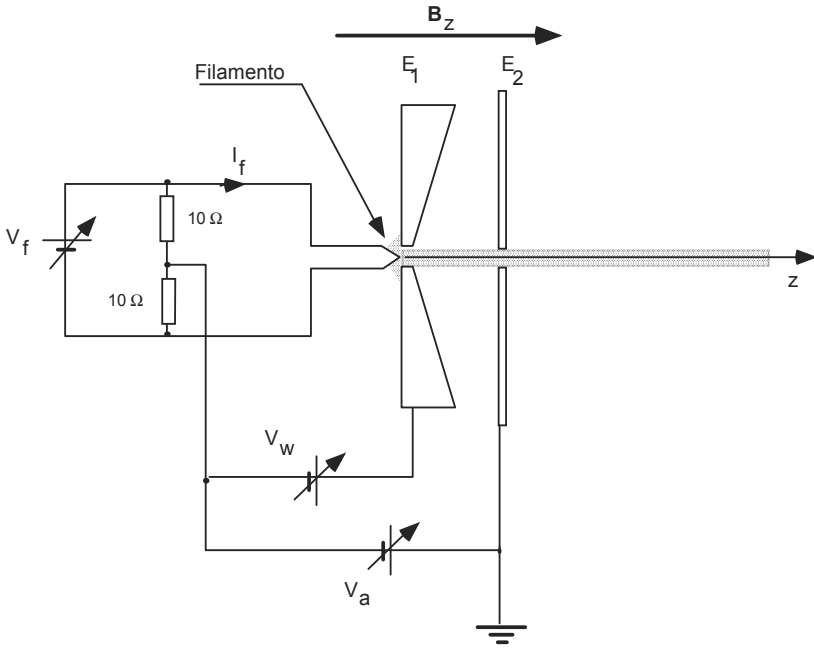 B_z
E_1
E_2
Filamento
I_f
10 Ω
V_f
10 Ω
z
V_w
V_a